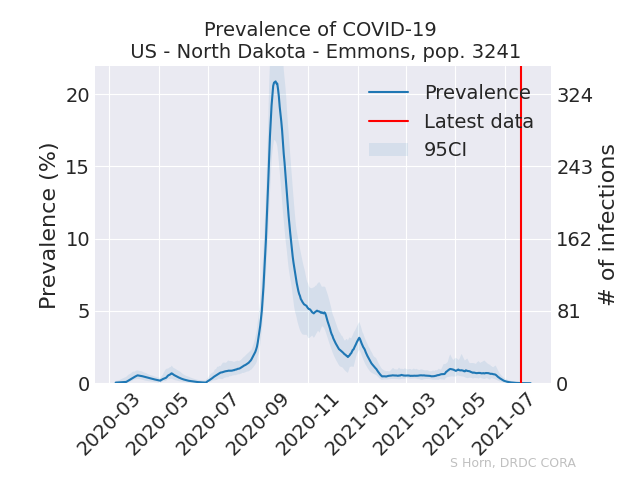 Prevalence of COVID-19
US - North Dakota - Emmons, pop. 3241
Prevalence
Latest data
95CI
Prevalence (%)
20
15
10
5
0
324
243
162
81
0
# of infections
2020-03
2020-05
2020-07
2020-09
2020-11
2021-01
2021-03
2021-05
2021-07
S Horn, DRDC CORA